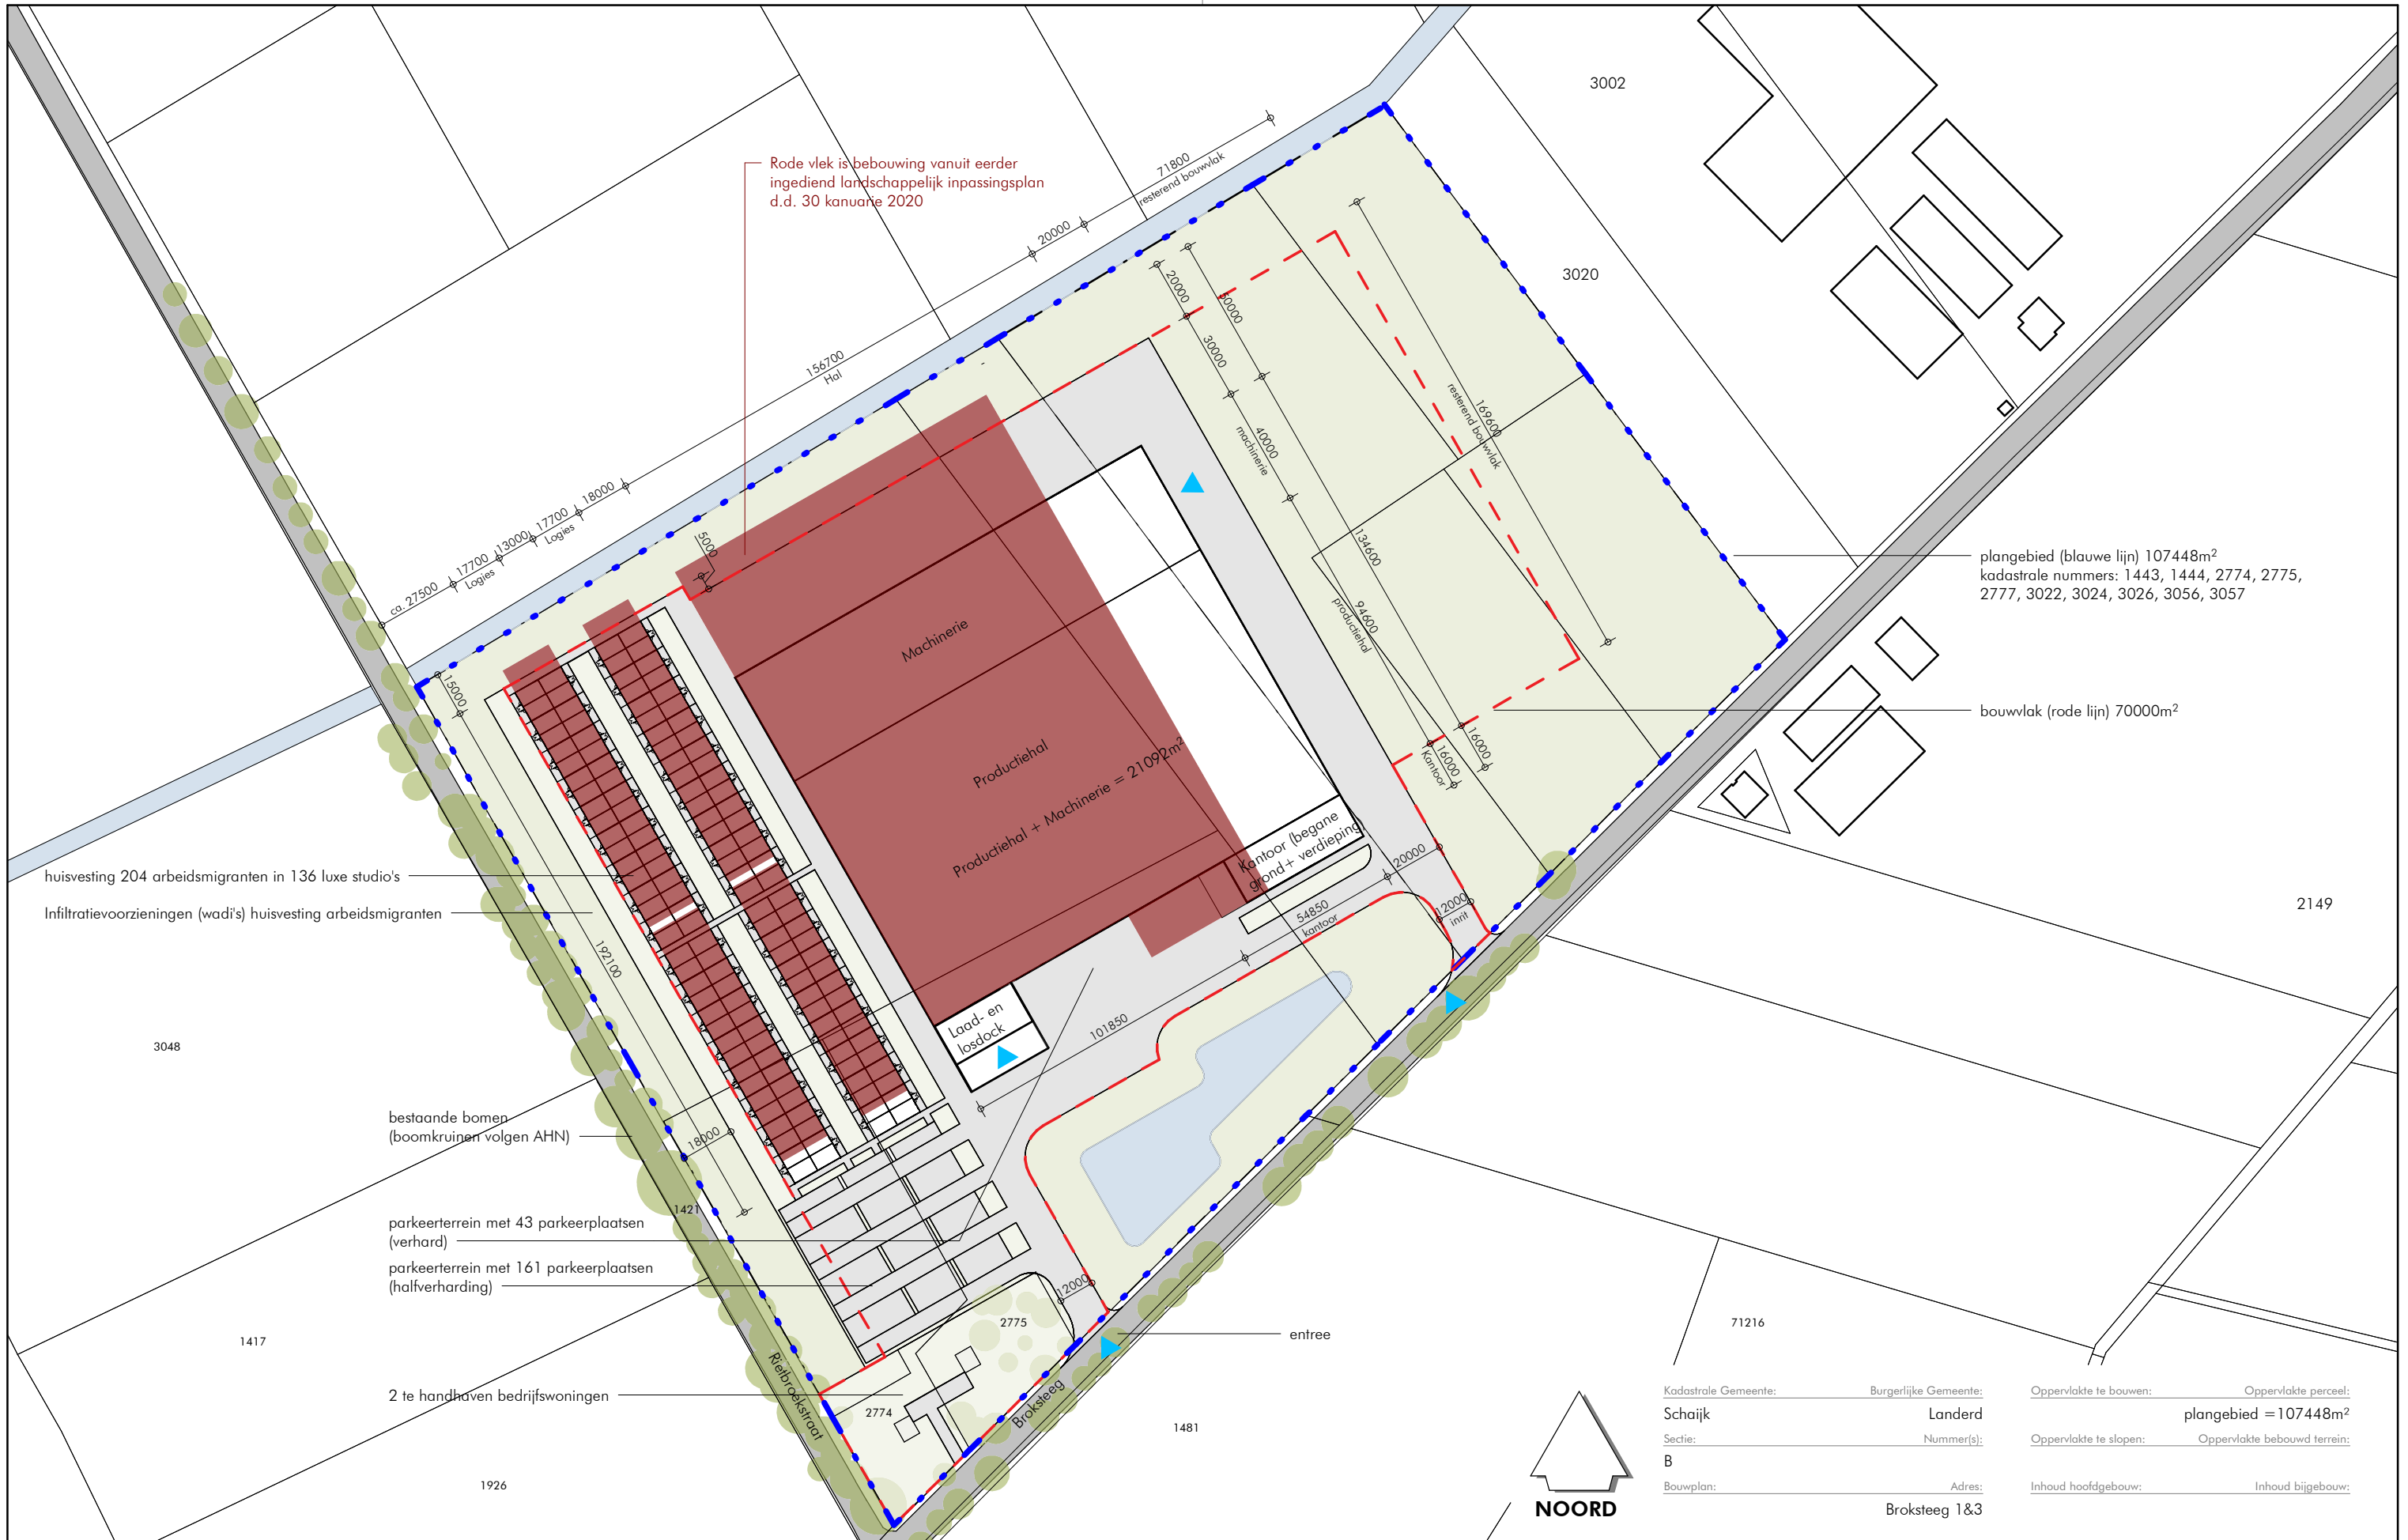 3002
3020
Rode vlek is bebouwing vanuit eerder
ingediend landschappelijk inpassingsplan
d.d. 30 kanuarie 2020
71800
resterend bouwvlak
20000
156700
Hal
18000
17700
Logies
13000
17700
Logies
ca. 27500
5000
15000
20000
50000
30000
40000
machinerie
169600
resterend bouwvlak
134600
94600
productiehal
16000
16000
Kantoor
Machinerie
Productiehal
Productiehal + Machinerie = 21092m²
Kantoor (begane
grond+ verdieping)
20000
54850
kantoor
12000
inrit
101850
Laad- en
losdock
192100
18000
12000
plangebied (blauwe lijn) 107448m²
kadastrale nummers: 1443, 1444, 2774, 2775,
2777, 3022, 3024, 3026, 3056, 3057
bouwvlak (rode lijn) 70000m²
2149
huisvesting 204 arbeidsmigranten in 136 luxe studio's
Infiltratievoorzieningen (wadi's) huisvesting arbeidsmigranten
3048
bestaande bomen
(boomkruinen volgen AHN)
1421
parkeerterrein met 43 parkeerplaatsen
(verhard)
parkeerterrein met 161 parkeerplaatsen
(halfverharding)
1417
2775
entree
71216
2 te handhaven bedrijfswoningen
2774
Rietbroekstraat
Broksteeg
1481
1926
NOORD
Kadastrale Gemeente: Burgerlijke Gemeente:
Schaijk Landerd
Sectie: Nummer(s):
B
Bouwplan: Adres:
Broksteeg 1&3
Oppervlakte te bouwen: Oppervlakte perceel:
plangebied =107448m²
Oppervlakte te slopen: Oppervlakte bebouwd terrein:
Inhoud hoofdgebouw: Inhoud bijgebouw: